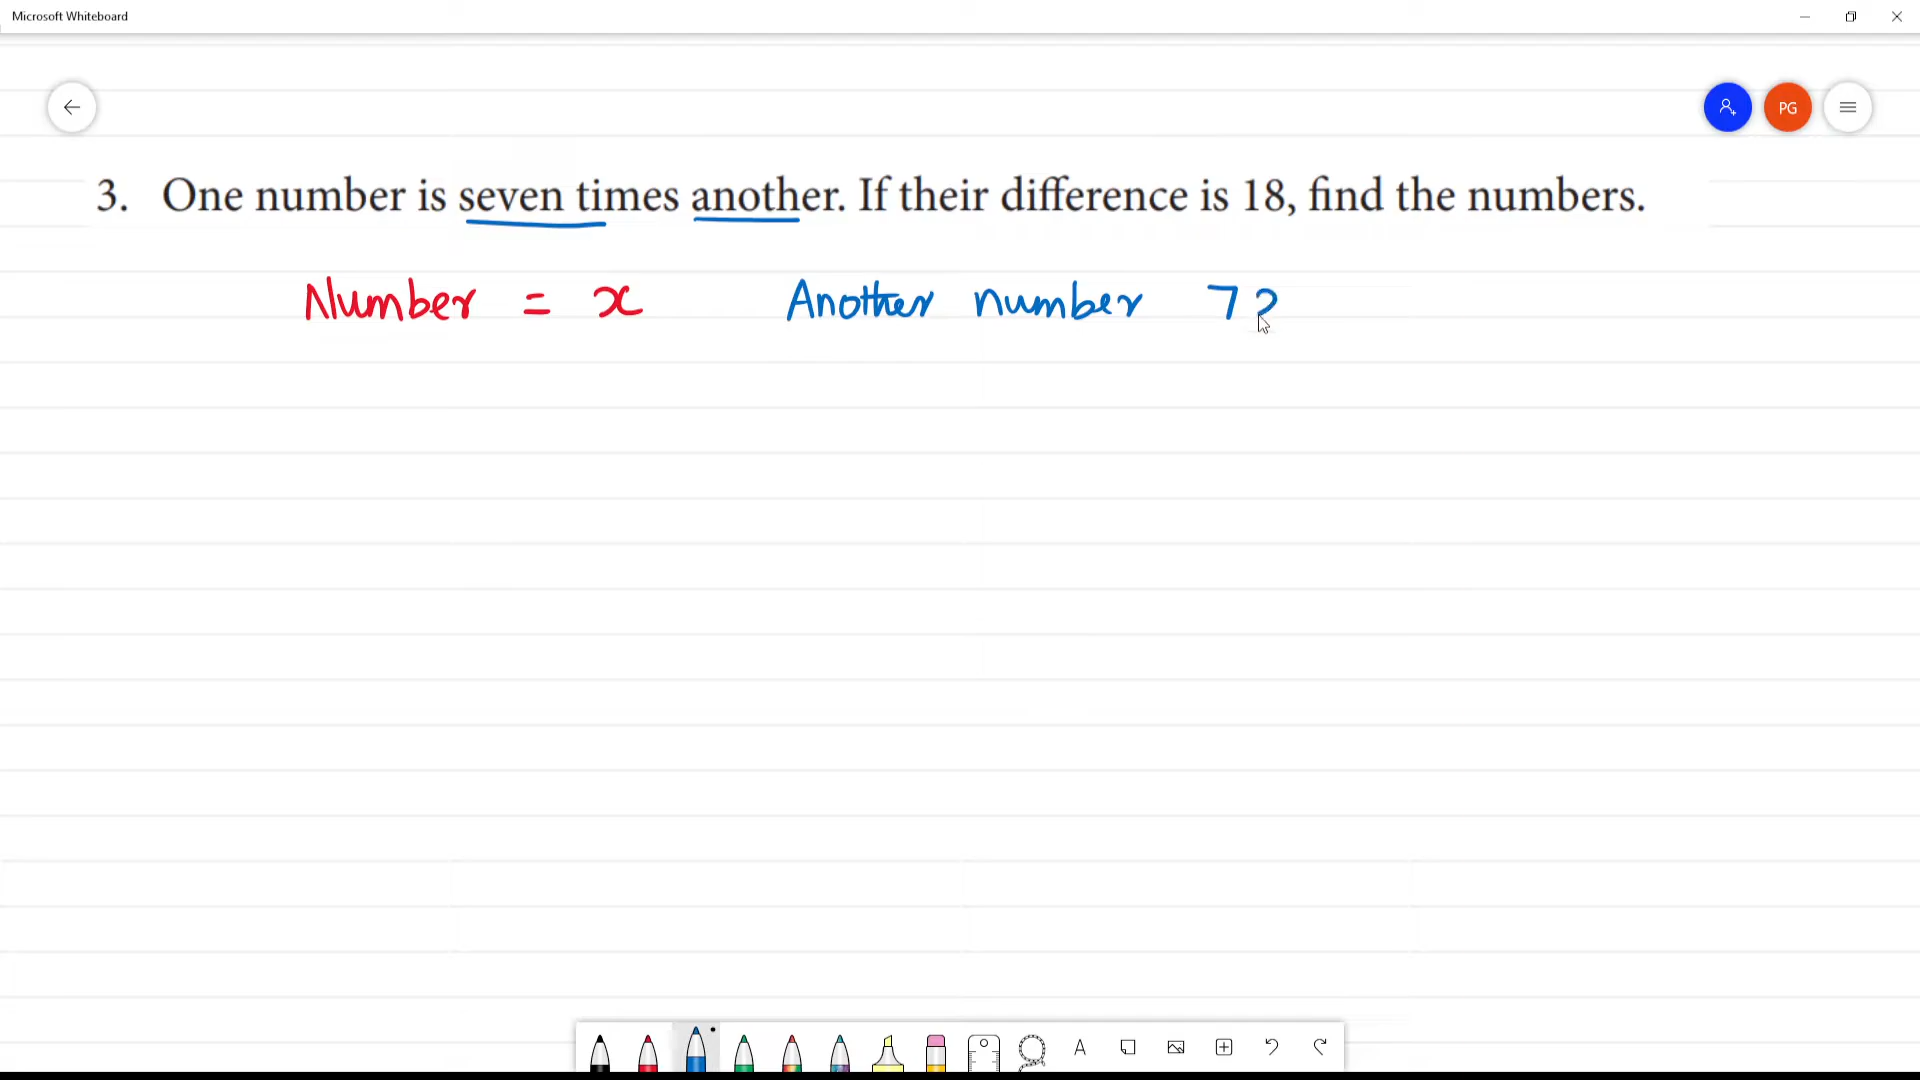 Microsoft Whiteboard
PG
3. One number is seven times another. If their difference is 18, find the numbers.
Number = x Another number 7
A